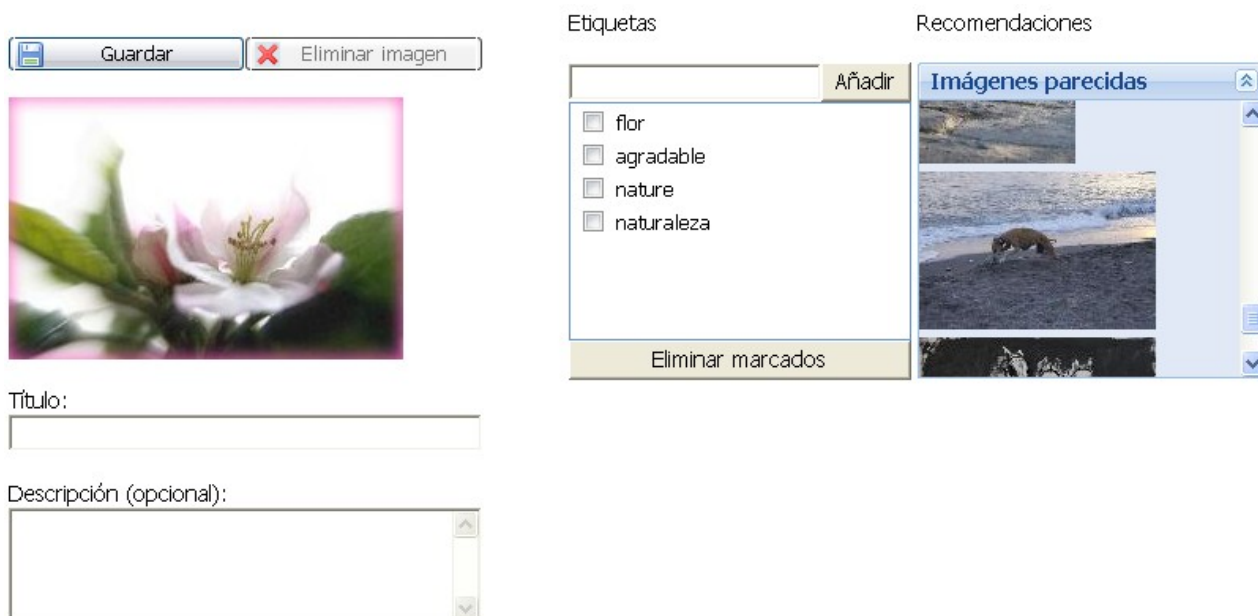 Guardar
Eliminar imagen
Título:
Descripción (opcional):
Etiquetas
Añadir
flor
agradable
nature
naturaleza
Eliminar marcados
Recomendaciones
Imágenes parecidas